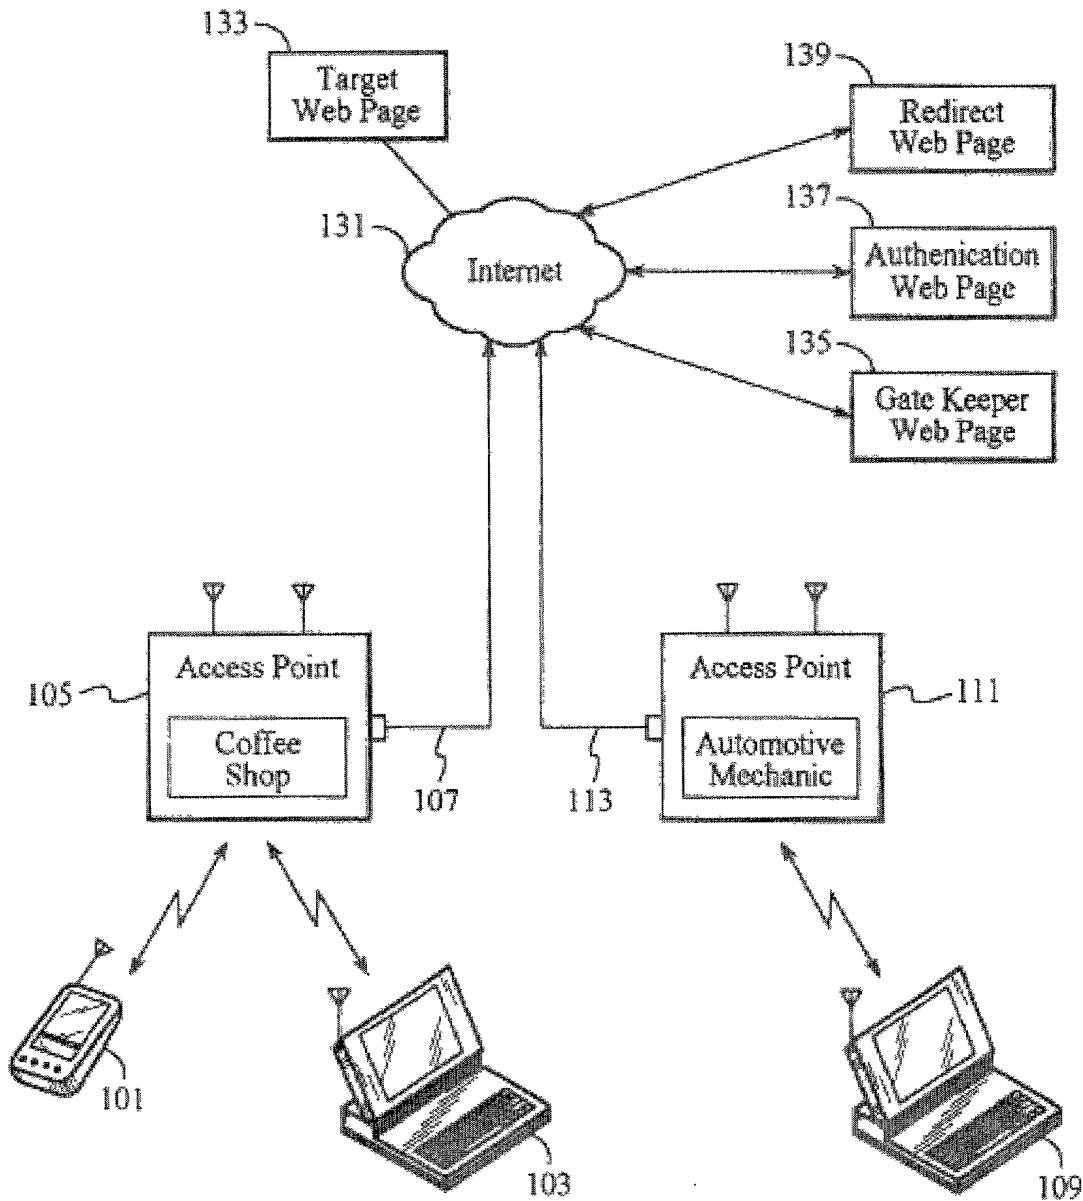 133
Target
Web Page
139
Redirect
Web Page
131
Internet
137
Authenication
Web Page
135
Gate Keeper
Web Page
105
Access Point
Coffee
Shop
107
Access Point
111
Automotive
Mechanic
113
101
103
109